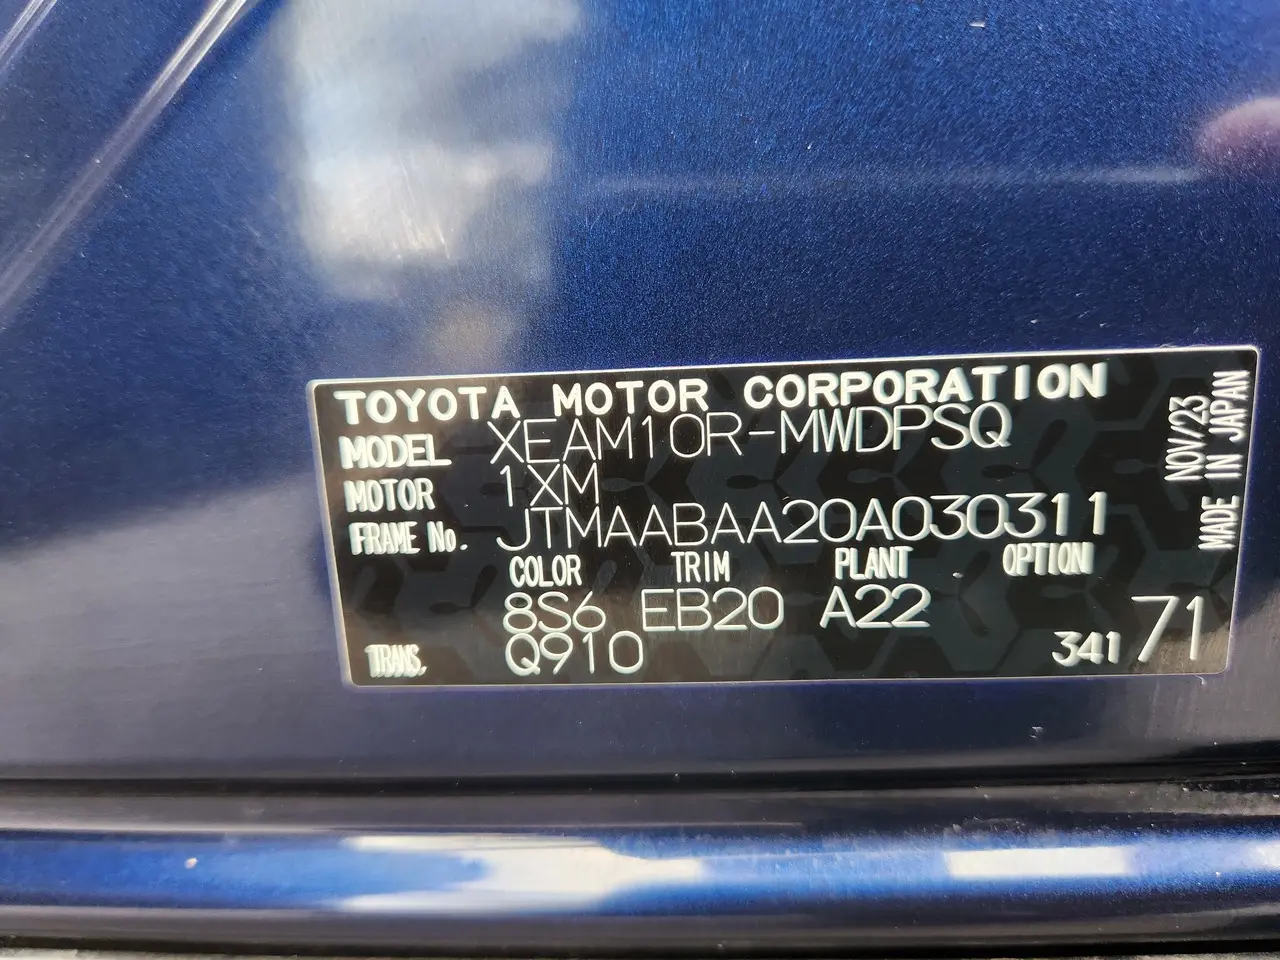 TOYOTA MOTOR CORPORATION
MODEL XEAM10R-MWDPSQ
MOTOR 1XM
FRAME No. JTMAABAA20A030311
COLOR TRIM PLANT OPTION
8S6 EB20 A22
TRANS. Q910
341 71
NOV/23
MADE IN JAPAN